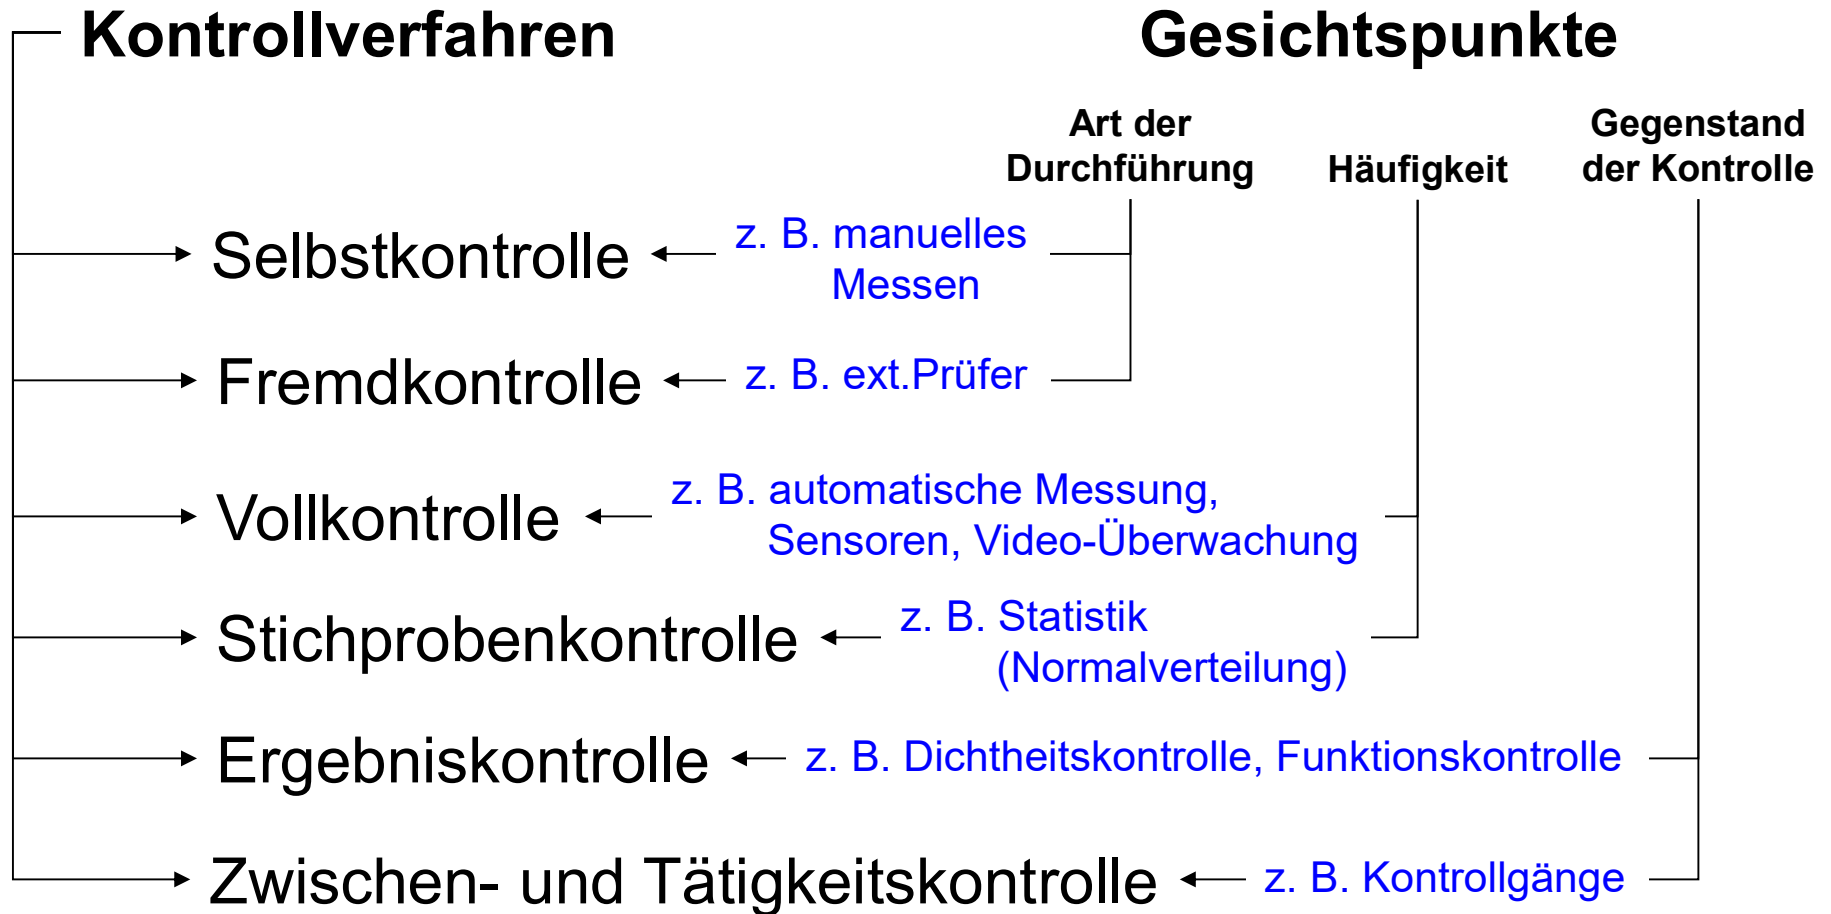 Kontrollverfahren
Gesichtspunkte
Art der
Durchführung
Häufigkeit
Gegenstand
der Kontrolle
Selbstkontrolle
z. B. manuelles
Messen
Fremdkontrolle
z. B. ext.Prüfer
Vollkontrolle
z. B. automatische Messung,
Sensoren, Video-Überwachung
Stichprobenkontrolle
z. B. Statistik
(Normalverteilung)
Ergebniskontrolle
z. B. Dichtheitskontrolle, Funktionskontrolle
Zwischen- und Tätigkeitskontrolle
z. B. Kontrollgänge